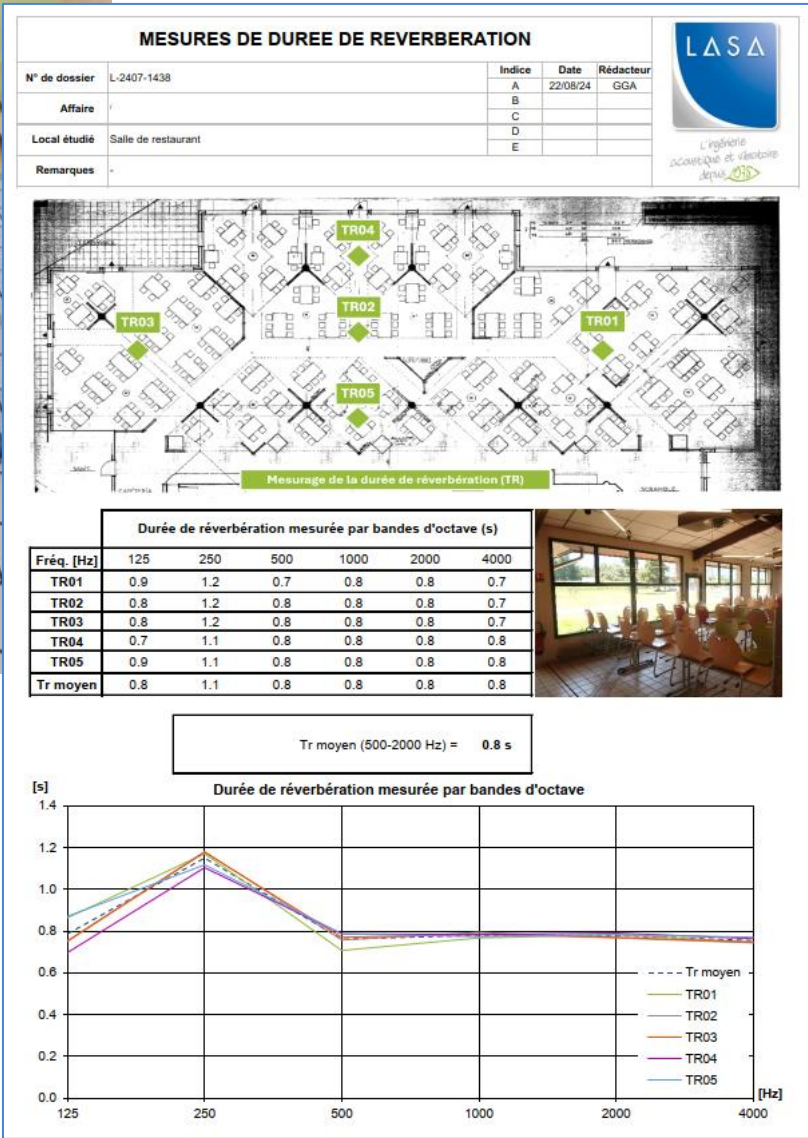 MESURES DE DUREE DE REVERBERATION
LASA
L'ingénierie
acoustique et vibratoire
depuis 1975
N° de dossier L-2407-1438
Indice Date Rédacteur
A 22/08/24 GGA
Affaire /
B
C
Local étudié Salle de restaurant
D
E
Remarques -
TR04
TR03
TR02
TR01
TR05
Mesurage de la durée de réverbération (TR)
Durée de réverbération mesurée par bandes d'octave (s)
Fréq. [Hz] 125 250 500 1000 2000 4000
TR01 0.9 1.2 0.7 0.8 0.8 0.7
TR02 0.8 1.2 0.8 0.8 0.8 0.7
TR03 0.8 1.2 0.8 0.8 0.8 0.7
TR04 0.7 1.1 0.8 0.8 0.8 0.8
TR05 0.9 1.1 0.8 0.8 0.8 0.8
Tr moyen 0.8 1.1 0.8 0.8 0.8 0.8
Tr moyen (500-2000 Hz) = 0.8 s
[s] Durée de réverbération mesurée par bandes d'octave
1.4
1.2
1.0
0.8
0.6
0.4
0.2
0.0
Tr moyen
TR01
TR02
TR03
TR04
TR05
[Hz]
125 250 500 1000 2000 4000